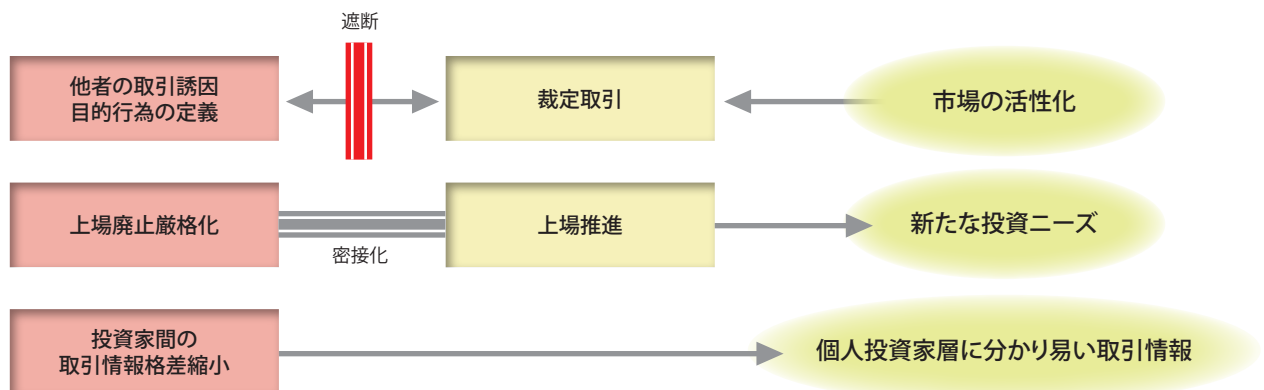 遮断
他者の取引誘因
目的行為の定義
裁定取引
市場の活性化
上場廃止厳格化
密接化
上場推進
新たな投資ニーズ
投資家間の
取引情報格差縮小
個人投資家層に分かり易い取引情報